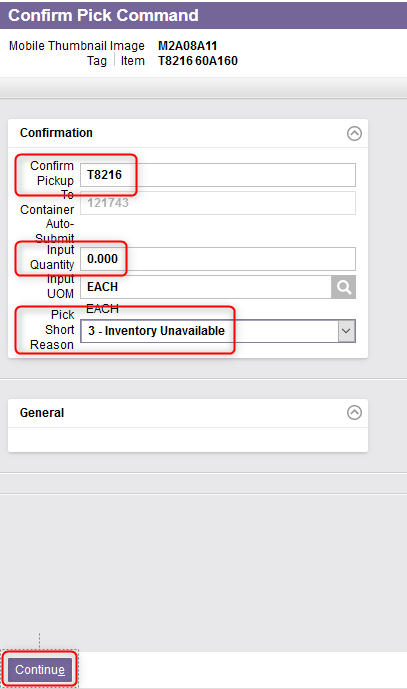 Confirm Pick Command
Mobile Thumbnail Image M2A08A11
Tag Item T8216 60A160
Confirmation
Confirm
Pickup
T8216
To
Container
121743
Auto-
Submit
Input
Quantity
0.000
Input
UOM
EACH
EACH
Pick
Short
Reason
3 - Inventory Unavailable
General
Continue